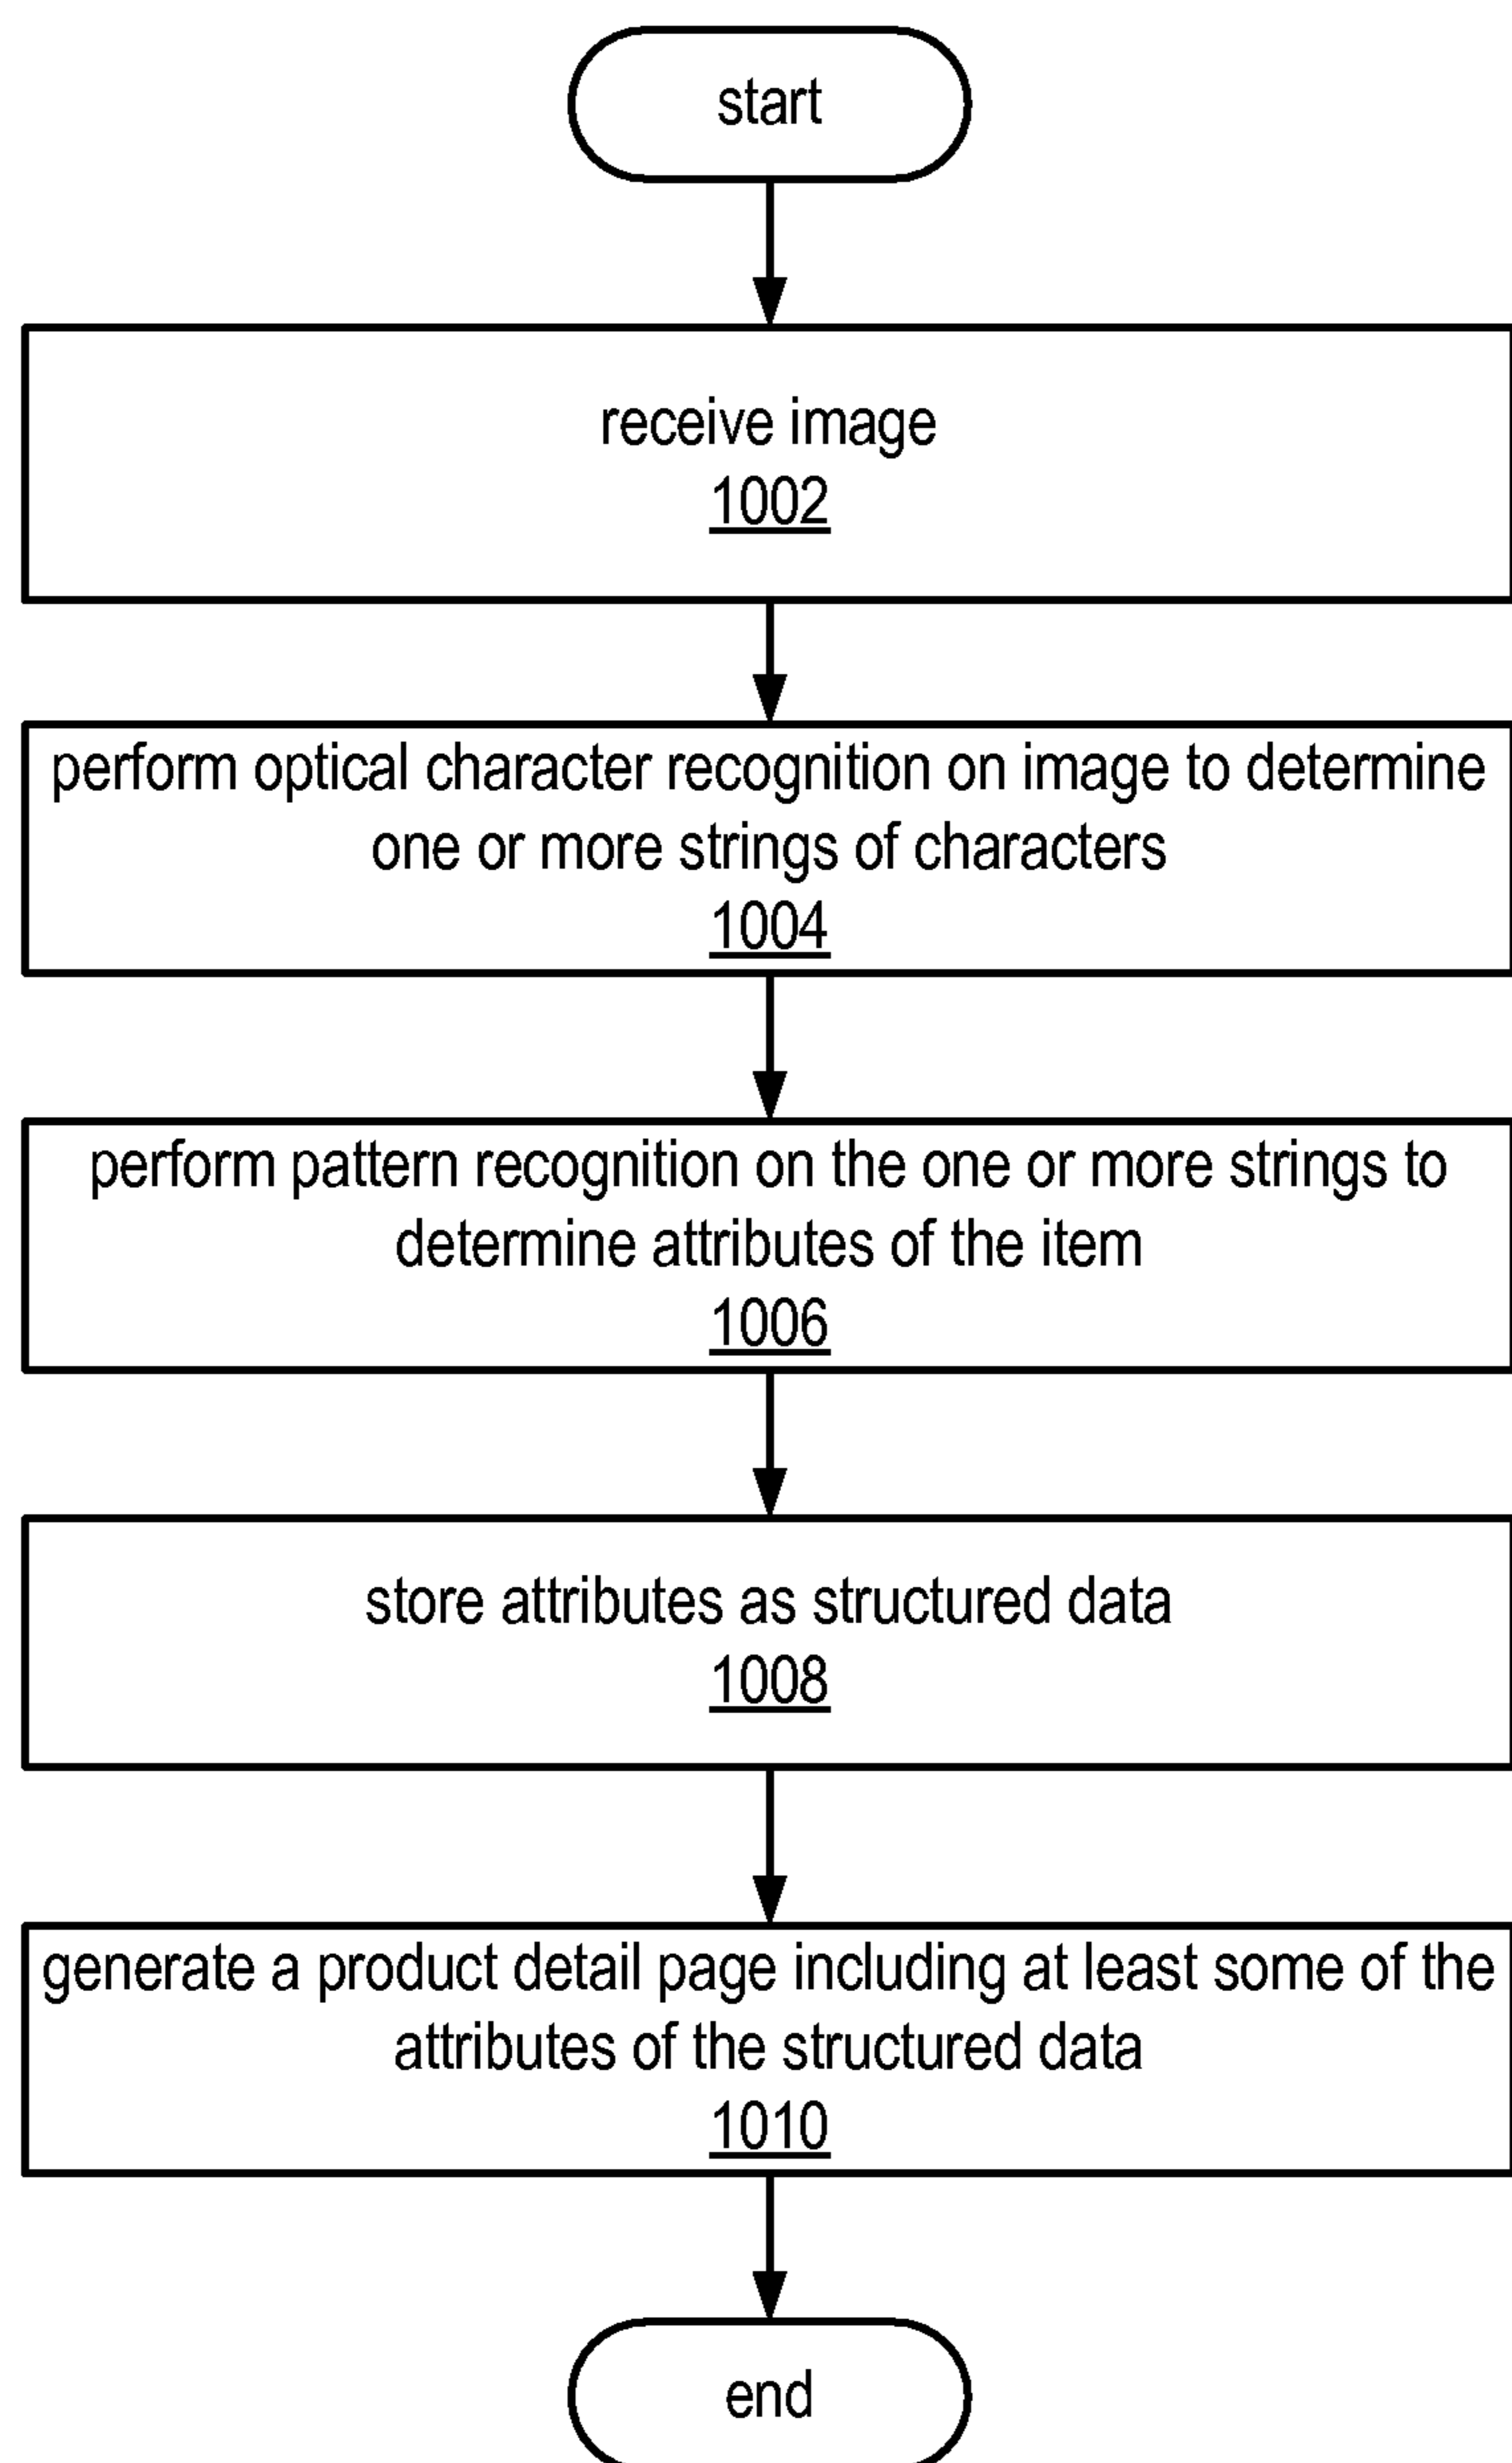 start
receive image
1002
perform optical character recognition on image to determine
one or more strings of characters
1004
perform pattern recognition on the one or more strings to
determine attributes of the item
1006
store attributes as structured data
1008
generate a product detail page including at least some of the
attributes of the structured data
1010
end